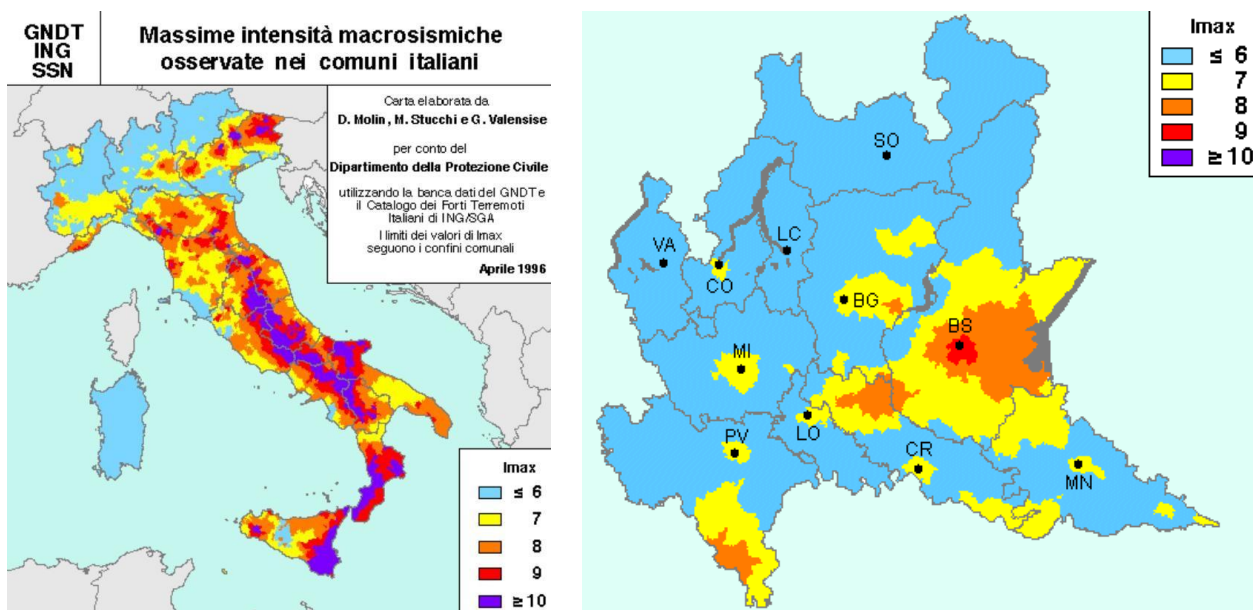 GNDT
ING
SSN
Massime intensità macrosismiche
osservate nei comuni italiani
Carta elaborata da
D. Molin, M. Stucchi e G. Valensise
per conto del
Dipartimento della Protezione Civile
utilizzando la banca dati del GNDT e
il Catalogo dei Forti Terremoti
Italiani di ING/SGA
I limiti dei valori di Imax
seguono i confini comunali
Aprile 1996
Imax
≤ 6
7
8
9
≥ 10
Imax
≤ 6
7
8
9
≥ 10
SO
VA
LC
CO
BG
BS
MI
LO
PV
CR
MN